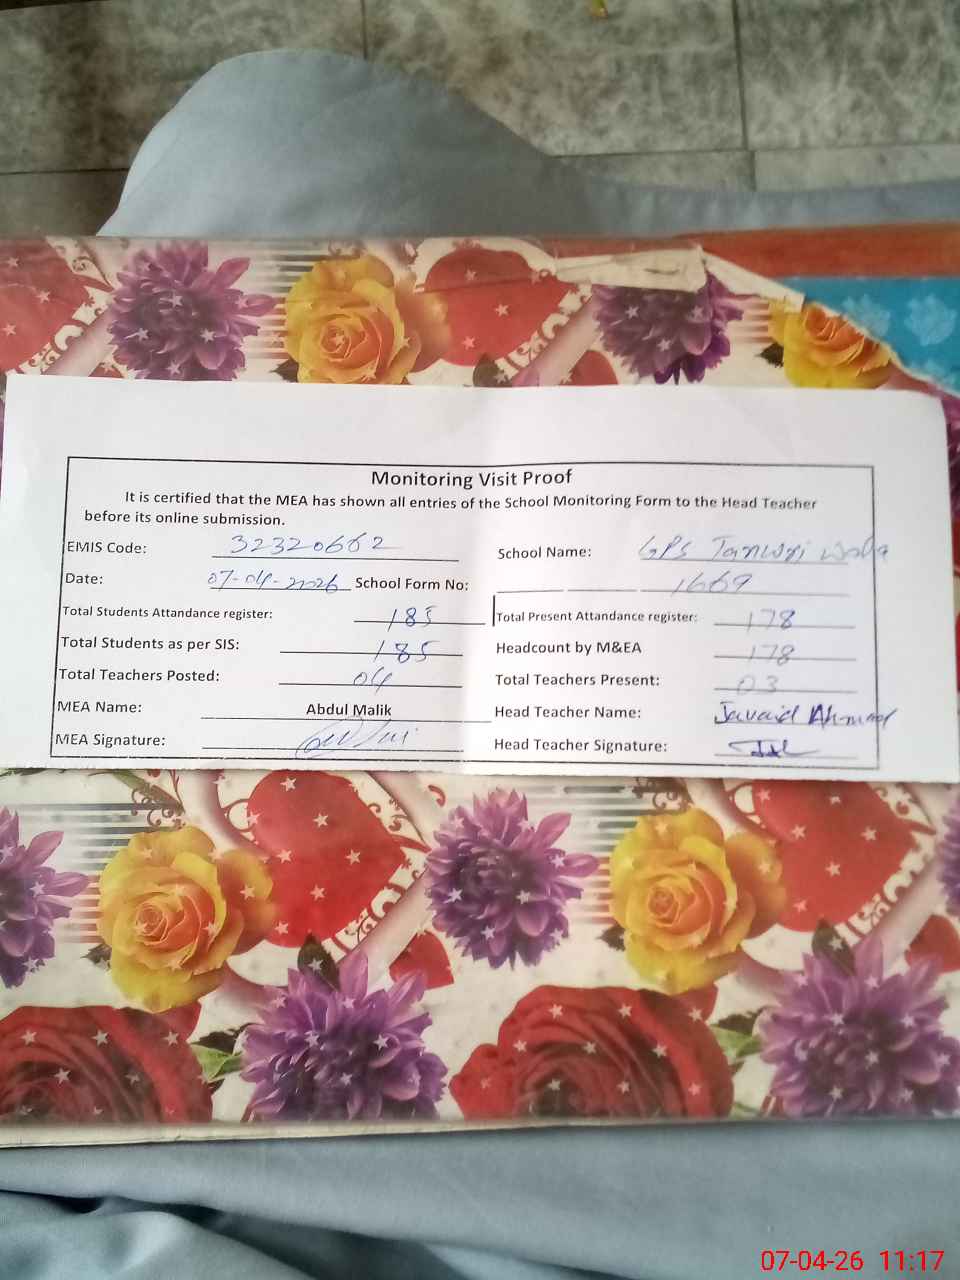 Monitoring Visit Proof
It is certified that the MEA has shown all entries of the School Monitoring Form to the Head Teacher
before its online submission.
EMIS Code: 32320662 School Name: GPS Tanwri Wala
Date: 07-04-2026 School Form No: 1669
Total Students Attandance register: 185 Total Present Attandance register: 178
Total Students as per SIS: 185 Headcount by M&EA 178
Total Teachers Posted: 04 Total Teachers Present: 03
MEA Name: Abdul Malik Head Teacher Name: Javaid Ahmad
MEA Signature: Head Teacher Signature:
07-04-26 11:17